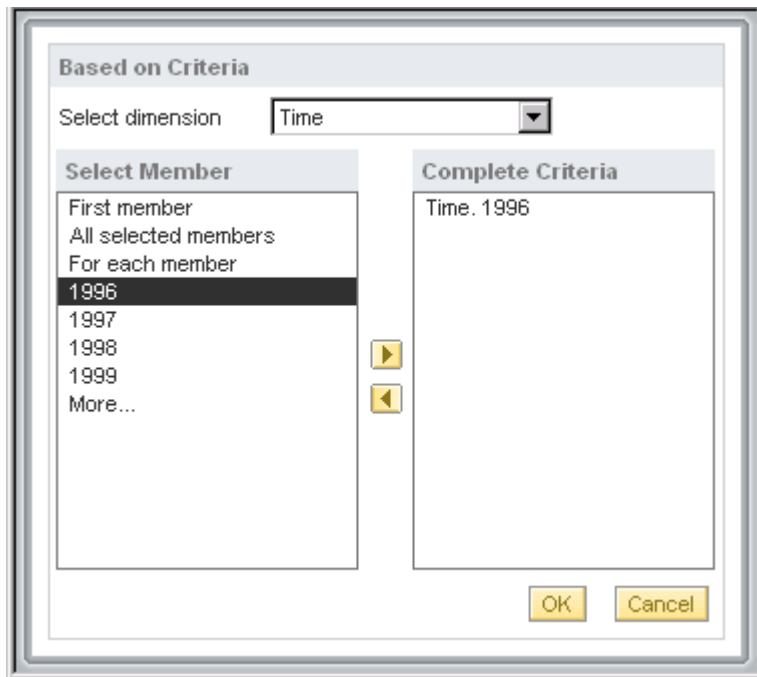 Based on Criteria
Select dimension Time
Select Member
First member
All selected members
For each member
1996
1997
1998
1999
More...
Complete Criteria
Time. 1996
OK Cancel